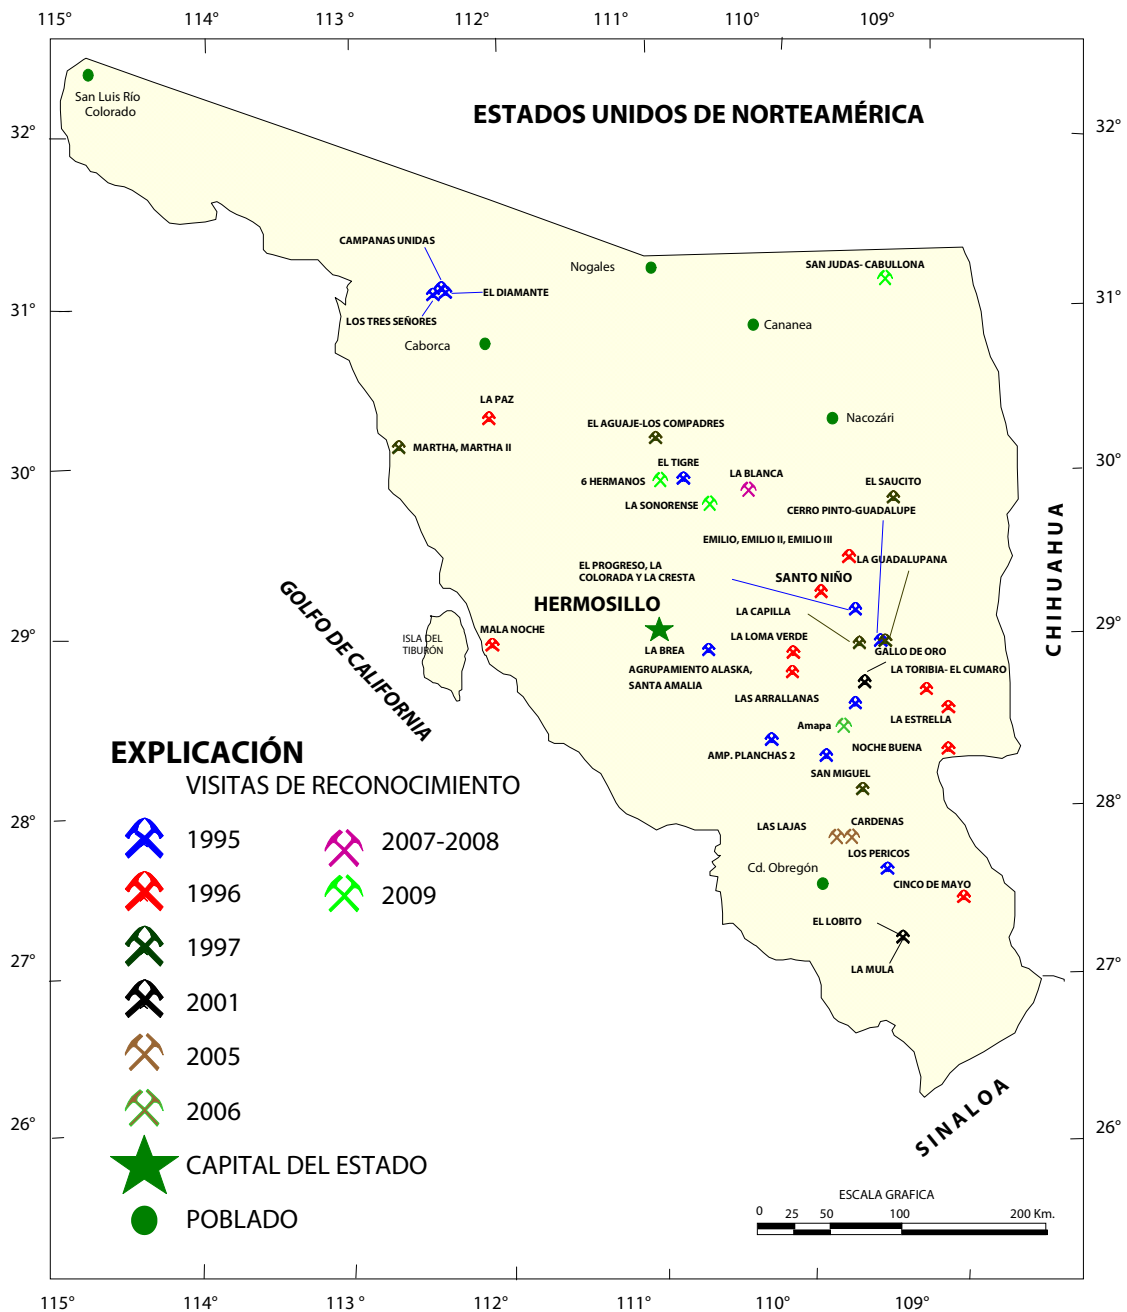 115°
114°
113 °
112°
111°
110°
109°
San Luis Río
Colorado
ESTADOS UNIDOS DE NORTEAMÉRICA
32°
32°
CAMPANAS UNIDAS
Nogales
SAN JUDAS- CABULLONA
EL DIAMANTE
LOS TRES SEÑORES
31°
31°
Cananea
Caborca
LA PAZ
Nacozári
EL AGUAJE-LOS COMPADRES
MARTHA, MARTHA II
EL TIGRE
30°
30°
LA BLANCA
6 HERMANOS
EL SAUCITO
LA SONORENSE
CERRO PINTO-GUADALUPE
EMILIO, EMILIO II, EMILIO III
LA GUADALUPANA
EL PROGRESO, LA
COLORADA Y LA CRESTA
SANTO NIÑO
CHIHUAHUA
HERMOSILLO
LA CAPILLA
GOLFO DE CALIFORNIA
MALA NOCHE
29°
29°
ISLA DEL
TIBURÓN
LA LOMA VERDE
LA BREA
GALLO DE ORO
AGRUPAMIENTO ALASKA,
SANTA AMALIA
LA TORIBIA- EL CUMARO
LAS ARRALLANAS
LA ESTRELLA
Amapa
AMP. PLANCHAS 2
NOCHE BUENA
SAN MIGUEL
EXPLICACIÓN
VISITAS DE RECONOCIMIENTO
28°
28°
1995
2007-2008
LAS LAJAS
CARDENAS
LOS PERICOS
Cd. Obregón
1996
2009
CINCO DE MAYO
EL LOBITO
1997
27°
27°
LA MULA
2001
2005
2006
26°
26°
SINALOA
CAPITAL DEL ESTADO
POBLADO
ESCALA GRAFICA
0
25
50
100
200 Km.
115°
114°
113°
112°
111°
110°
109°